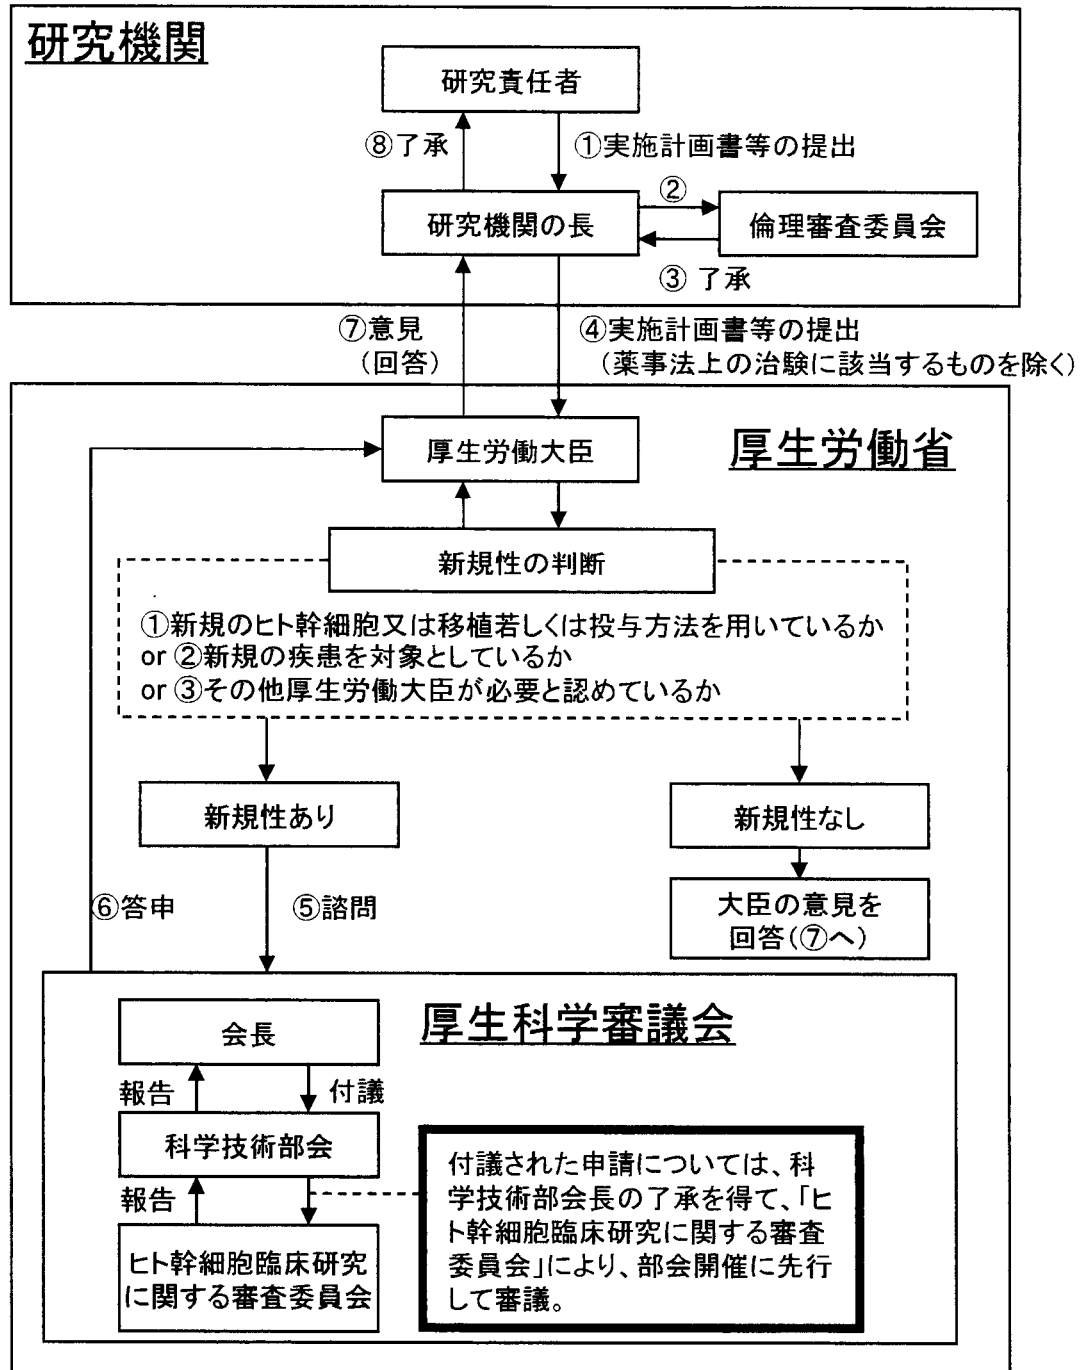 研究機関
研究責任者
⑧了承
①実施計画書等の提出
研究機関の長
②
倫理審査委員会
③ 了承
⑦意見
(回答)
④実施計画書等の提出
(薬事法上の治験に該当するものを除く)
厚生労働省
厚生労働大臣
新規性の判断
①新規のヒト幹細胞又は移植若しくは投与方法を用いているか
or ②新規の疾患を対象としているか
or ③その他厚生労働大臣が必要と認めているか
新規性あり
新規性なし
⑥答申
⑤諮問
大臣の意見を
回答(⑦へ)
厚生科学審議会
会長
報告
付議
科学技術部会
報告
ヒト幹細胞臨床研究
に関する審査委員会
付議された申請については、科
学技術部会長の了承を得て、「ヒ
ト幹細胞臨床研究に関する審査
委員会」により、部会開催に先行
して審議。